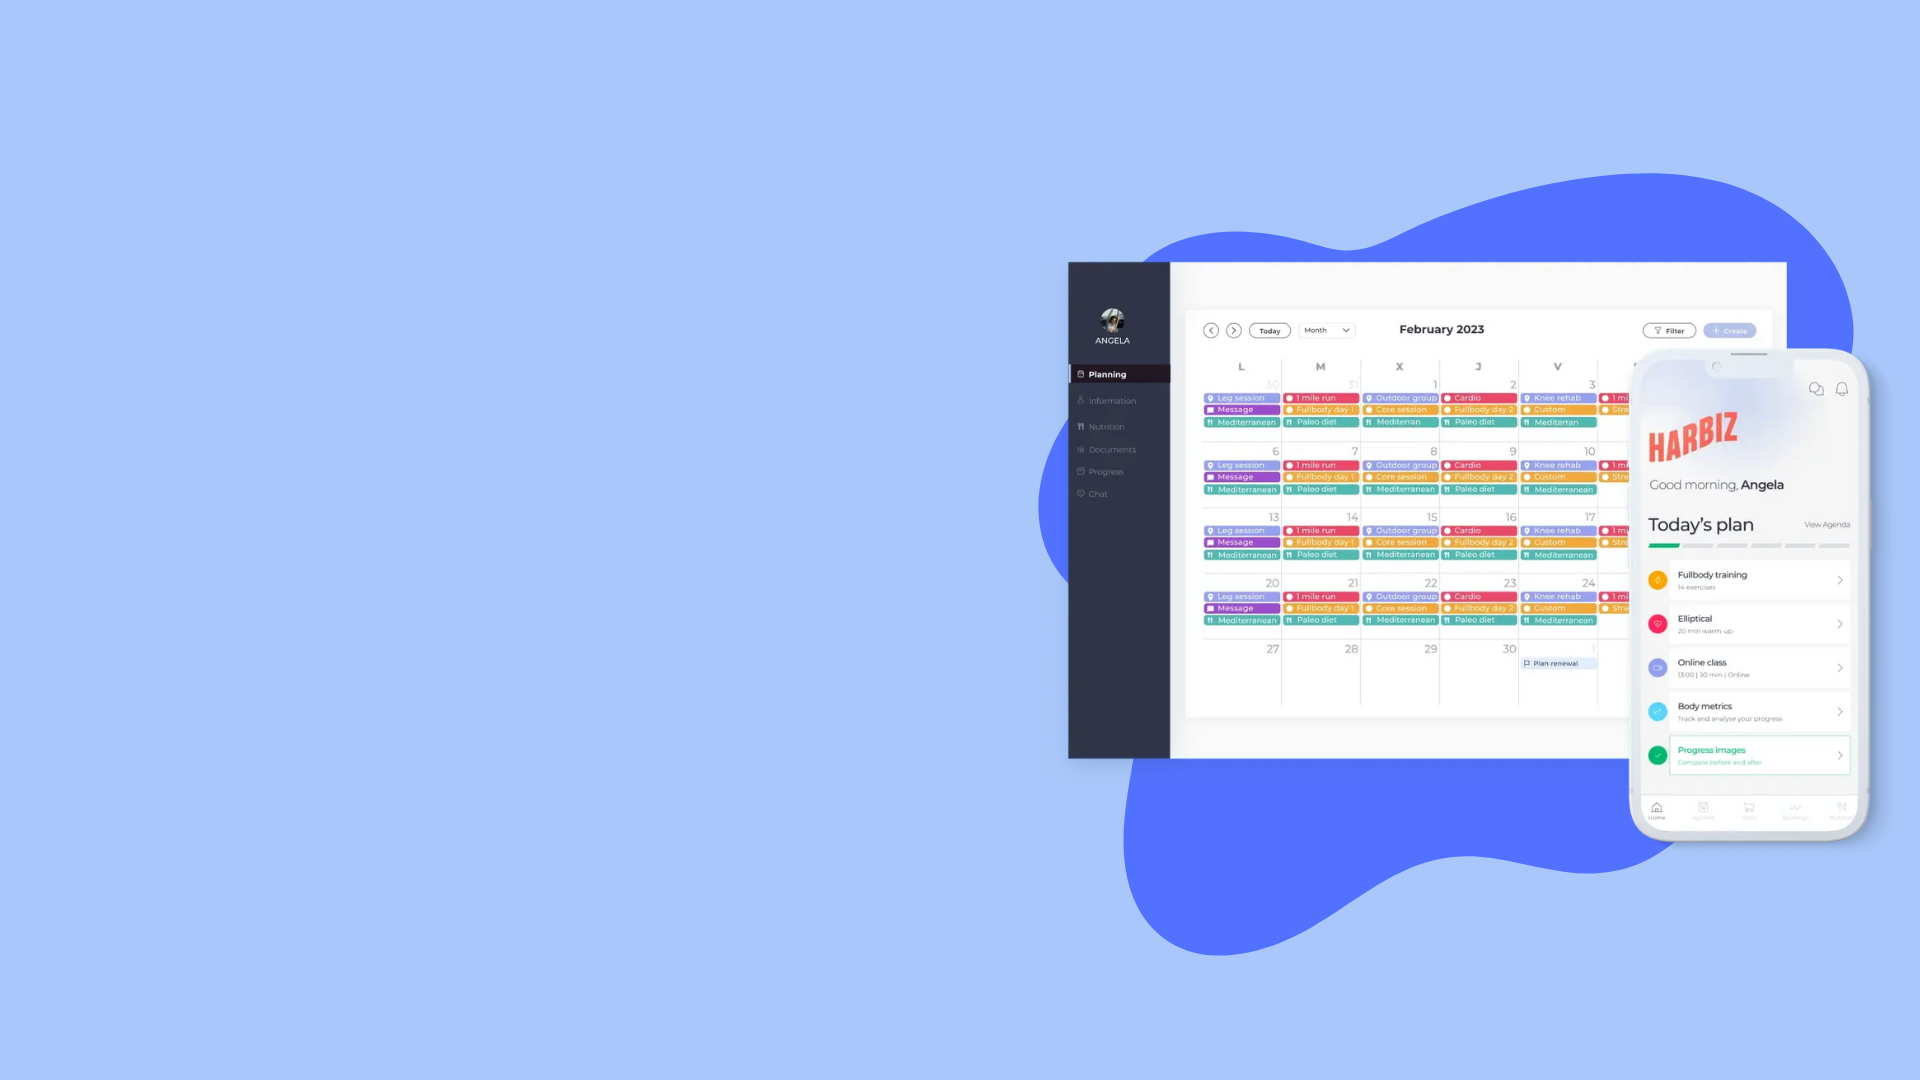 ANGELA
Planning
Information
Nutrition
Documents
Progress
Chat
Today
Month
February 2023
Filter
+ Create
L M X J V
30 31 1 2 3
Leg session 1 mile run Outdoor group Cardio Knee rehab 1 mi
Message Fullbody day 1 Core session Fullbody day 2 Custom Stre
Mediterranean Paleo diet Mediterran Paleo diet Mediterran
6 7 8 9 10
Leg session 1 mile run Outdoor group Cardio Knee rehab 1 mi
Message Fullbody day 1 Core session Fullbody day 2 Custom Stre
Mediterranean Paleo diet Mediterranean Paleo diet Mediterranean
13 14 15 16 17
Leg session 1 mile run Outdoor group Cardio Knee rehab 1 mi
Message Fullbody day 1 Core session Fullbody day 2 Custom Stre
Mediterranean Paleo diet Mediterranean Paleo diet Mediterranean
20 21 22 23 24
Leg session 1 mile run Outdoor group Cardio Knee rehab 1 mi
Message Fullbody day 1 Core session Fullbody day 2 Custom Stre
Mediterranean Paleo diet Mediterranean Paleo diet Mediterranean
27 28 29 30 1
Plan renewal
HARBIZ
Good morning, Angela
Today's plan
View Agenda
Fullbody training
14 exercises
Elliptical
20 min warm-up
Online class
13:00 | 30 min | Online
Body metrics
Track and analyse your progress
Progress images
Compare before and after
Home